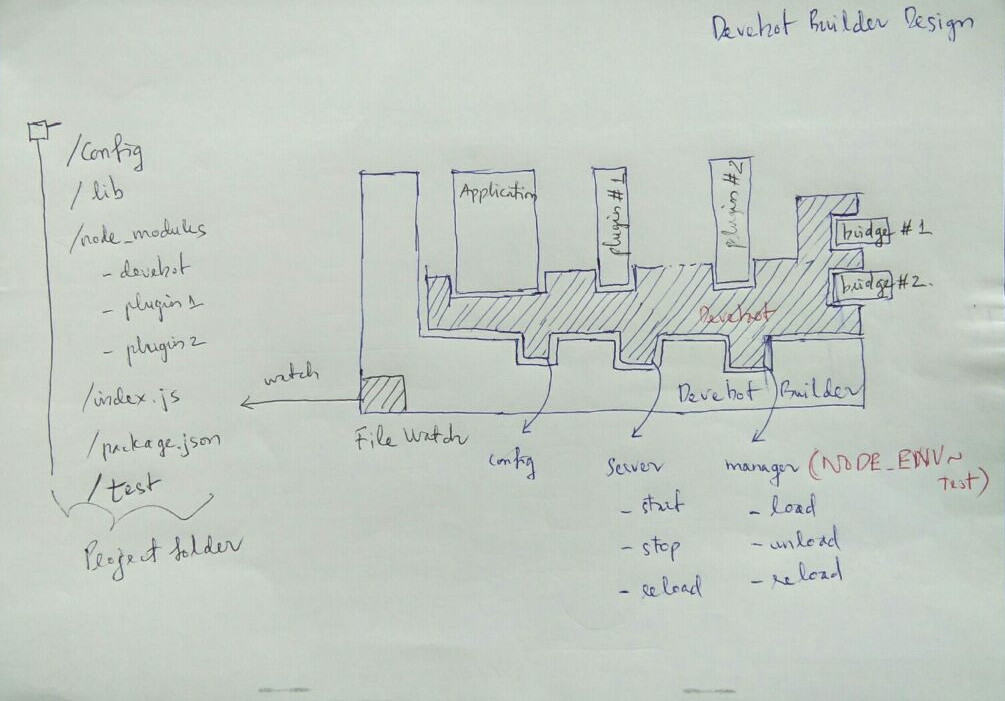 Devebot Builder Design
/config
/lib
/node_modules
- devebot
- plugin 1
- plugin 2
/index.js
/package.json
/test
Project folder
watch
File Watch
Application
plugin #1
plugin #2
bridge #1
bridge #2.
Devebot
Devebot Builder
config
Server
- start
- stop
- reload
manager (NODE_ENV~
Test)
- load
- unload
- reload